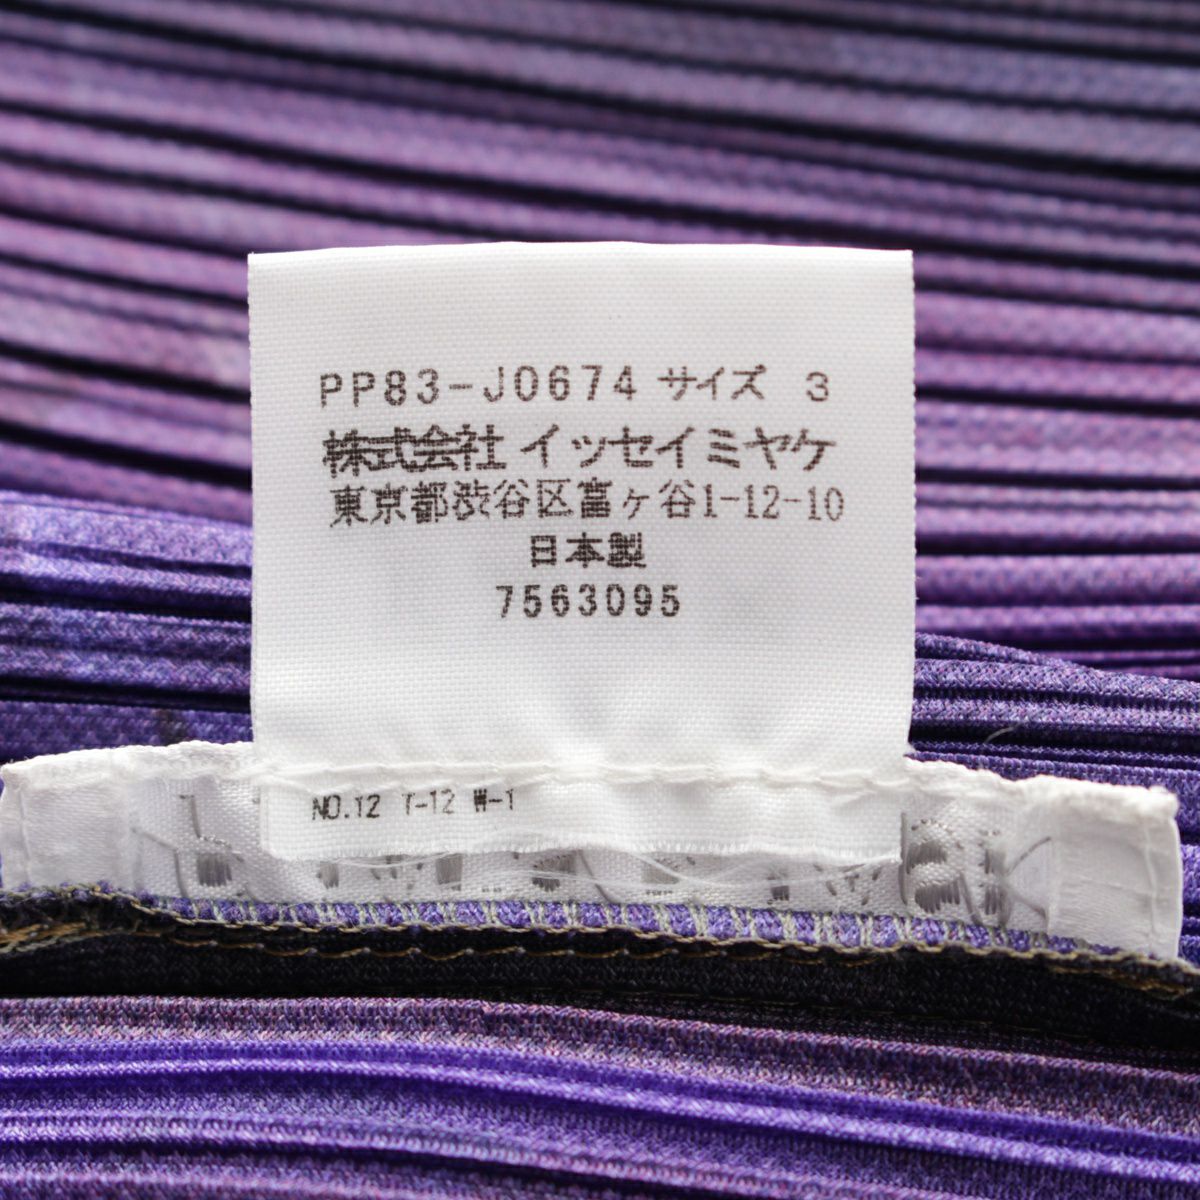 PP83-J0674 サイズ 3
株式会社 イッセイミヤケ
東京都渋谷区富ヶ谷1-12-10
日本製
7563095
NO.12 T-12 W-1